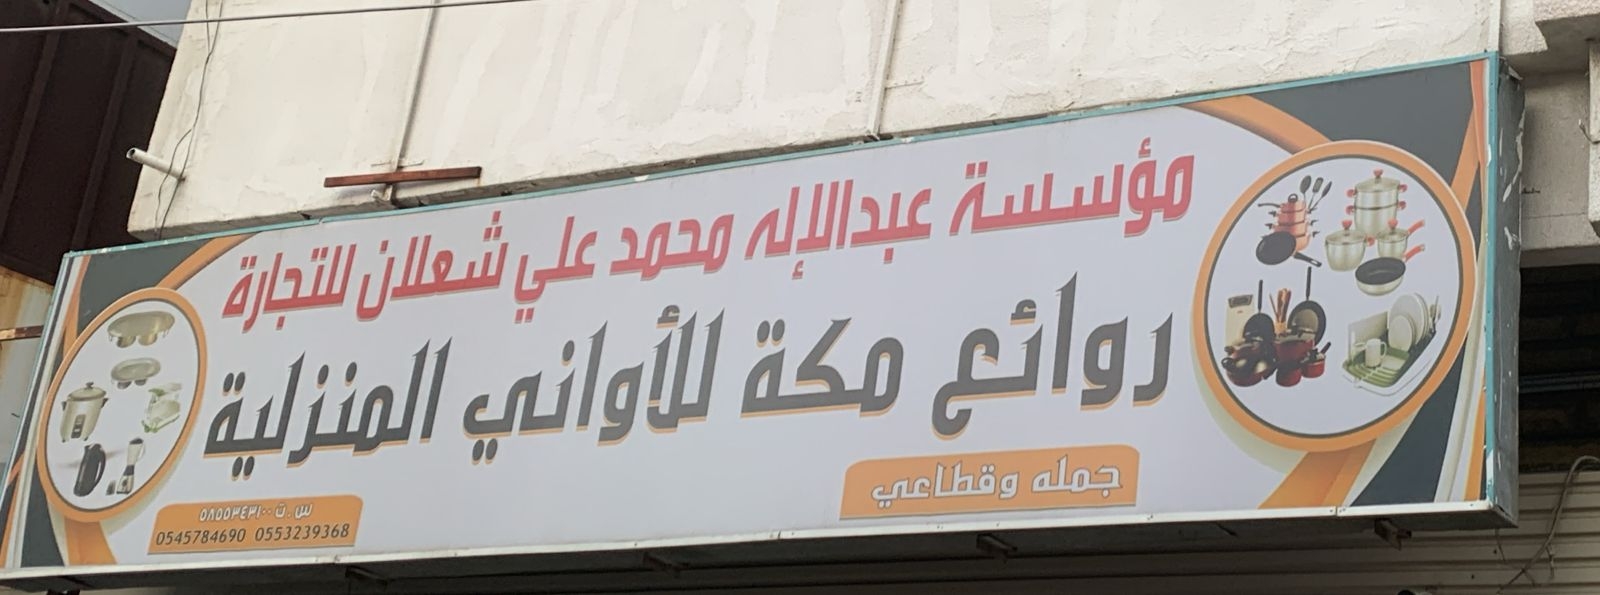 مؤسسة عبدالإله محمد علي شعلان للتجارة
روائع مكة للأواني المنزلية
جمله وقطاعي
س.ت ٥٨٥٥٣٤٣١٠٠
0545784690 0553239368